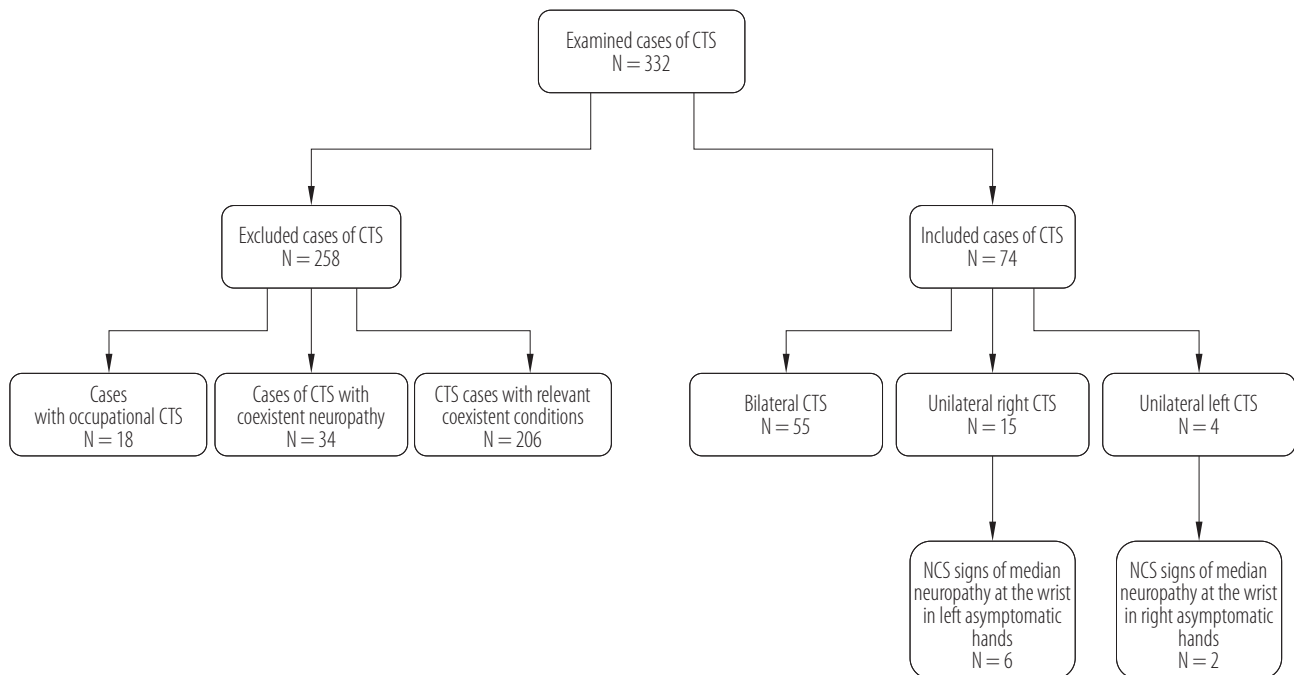 Examined cases of CTS
N = 332
Excluded cases of CTS
N = 258
Included cases of CTS
N = 74
Cases
with occupational CTS
N = 18
Cases of CTS with
coexistent neuropathy
N = 34
CTS cases with relevant
coexistent conditions
N = 206
Bilateral CTS
N = 55
Unilateral right CTS
N = 15
Unilateral left CTS
N = 4
NCS signs of median
neuropathy at the wrist
in left asymptomatic
hands
N = 6
NCS signs of median
neuropathy at the wrist
in right asymptomatic
hands
N = 2